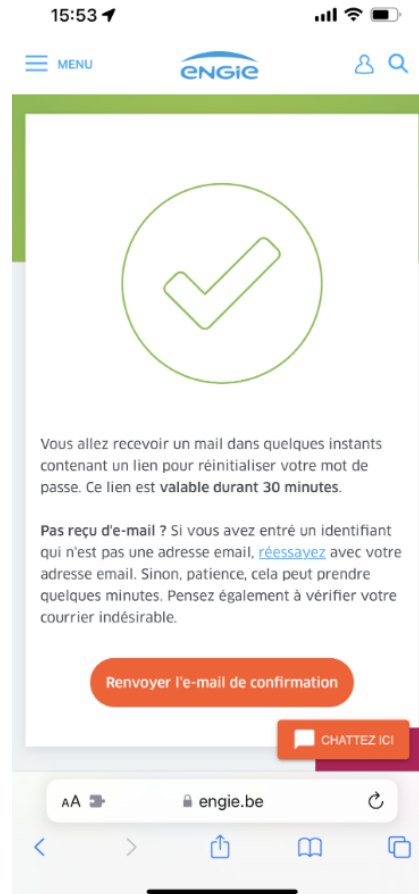 15:53
MENU
ENGIE
Vous allez recevoir un mail dans quelques instants
contenant un lien pour réinitialiser votre mot de
passe. Ce lien est valable durant 30 minutes.
Pas reçu d'e-mail ? Si vous avez entré un identifiant
qui n'est pas une adresse email, réessayez avec votre
adresse email. Sinon, patience, cela peut prendre
quelques minutes. Pensez également à vérifier votre
courrier indésirable.
Renvoyer l'e-mail de confirmation
CHATTEZ ICI
AA
engie.be